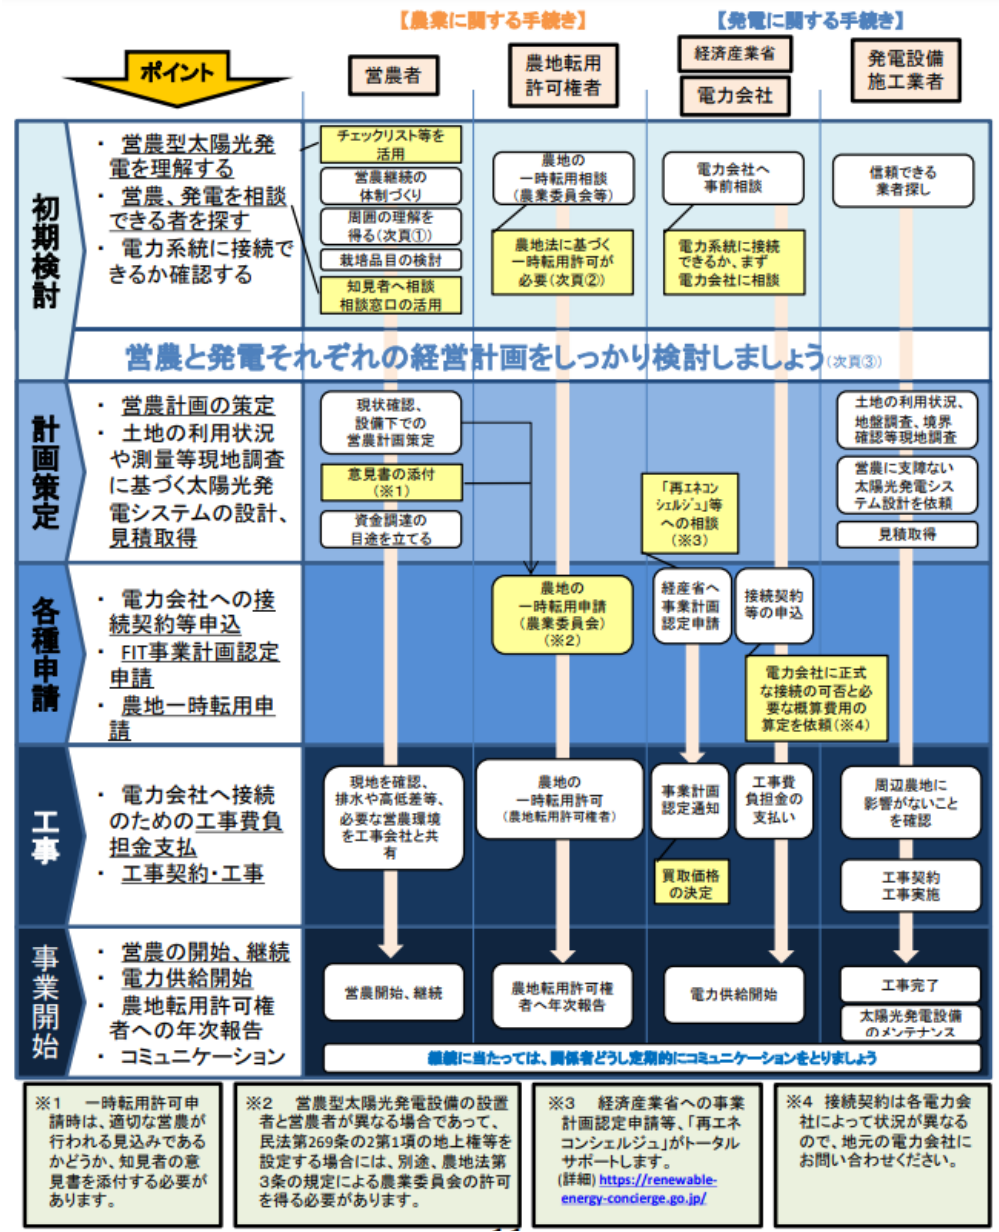 【農業に関する手続き】
【発電に関する手続き】
ポイント
営農者
農地転用
許可権者
経済産業省
電力会社
発電設備
施工業者
初期検討
・ 営農型太陽光発
電を理解する
・ 営農、発電を相談
できる者を探す
・ 電力系統に接続で
きるか確認する
チェックリスト等を
活用
営農継続の
体制づくり
周囲の理解を
得る(次頁①)
栽培品目の検討
知見者へ相談
相談窓口の活用
農地の
一時転用相談
(農業委員会等)
農地法に基づく
一時転用許可が
必要(次頁②)
電力会社へ
事前相談
電力系統に接続
できるか、まず
電力会社に相談
信頼できる
業者探し
営農と発電それぞれの経営計画をしっかり検討しましょう(次頁③)
計画策定
・ 営農計画の策定
・ 土地の利用状況
や測量等現地調査
に基づく太陽光発
電システムの設計、
見積取得
現状確認、
設備下での
営農計画策定
意見書の添付
(※1)
資金調達の
目途を立てる
「再エネコン
シェルジュ」等
への相談
(※3)
土地の利用状況、
地盤調査、境界
確認等現地調査
営農に支障ない
太陽光発電シス
テム設計を依頼
見積取得
各種申請
・ 電力会社への接
続契約等申込
・ FIT事業計画認定
申請
・ 農地一時転用申
請
農地の
一時転用申請
(農業委員会)
(※2)
経産省へ
事業計画
認定申請
接続契約
等の申込
電力会社に正式
な接続の可否と必
要な概算費用の
算定を依頼(※4)
工事
・ 電力会社へ接続
のための工事費負
担金支払
・ 工事契約・工事
現地を確認、
排水や高低差等、
必要な営農環境
を工事会社と共
有
農地の
一時転用許可
(農地転用許可権者)
事業計画
認定通知
買取価格
の決定
工事費
負担金の
支払い
周辺農地に
影響がないこと
を確認
工事契約
工事実施
事業開始
・ 営農の開始、継続
・ 電力供給開始
・ 農地転用許可権
者への年次報告
・ コミュニケーション
営農開始、継続
農地転用許可権
者へ年次報告
電力供給開始
工事完了
太陽光発電設備
のメンテナンス
継続に当たっては、関係者どうし定期的にコミュニケーションをとりましょう
※1 一時転用許可申
請時は、適切な営農が
行われる見込みである
かどうか、知見者の意
見書を添付する必要が
あります。
※2 営農型太陽光発電設備の設置
者と営農者が異なる場合であって、
民法第269条の2第1項の地上権等を
設定する場合には、別途、農地法第
3条の規定による農業委員会の許可
を得る必要があります。
※3 経済産業省への事業
計画認定申請等、「再エネ
コンシェルジュ」がトータル
サポートします。
(詳細) https://renewable-
energy-concierge.go.jp/
※4 接続契約は各電力会
社によって状況が異なる
ので、地元の電力会社に
お問い合わせください。